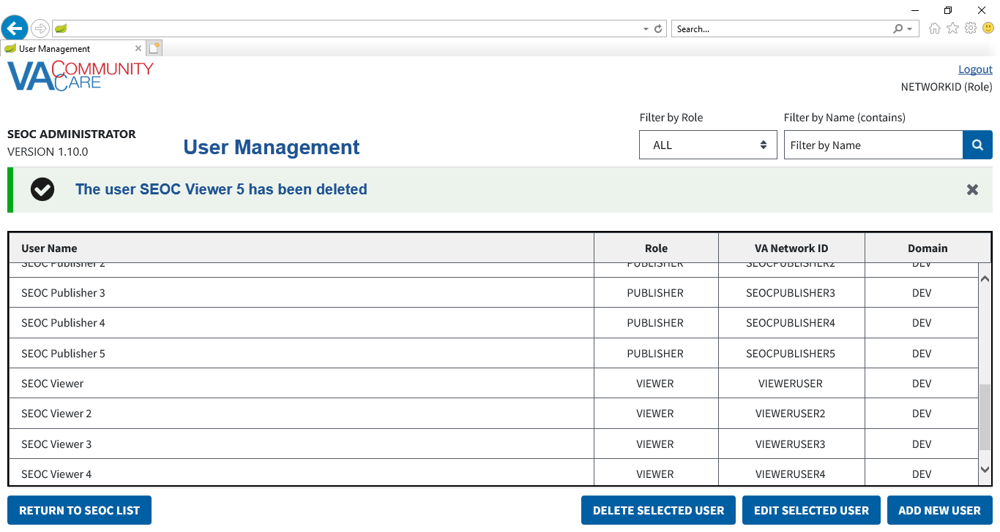 Search...
User Management
VA COMMUNITY CARE
Logout
NETWORKID (Role)
Filter by Role
Filter by Name (contains)
SEOC ADMINISTRATOR
VERSION 1.10.0
User Management
ALL
Filter by Name
The user SEOC Viewer 5 has been deleted
User Name Role VA Network ID Domain
SEOC Publisher 2 PUBLISHER SEOCPUBLISHER2 DEV
SEOC Publisher 3 PUBLISHER SEOCPUBLISHER3 DEV
SEOC Publisher 4 PUBLISHER SEOCPUBLISHER4 DEV
SEOC Publisher 5 PUBLISHER SEOCPUBLISHER5 DEV
SEOC Viewer VIEWER VIEWERUSER DEV
SEOC Viewer 2 VIEWER VIEWERUSER2 DEV
SEOC Viewer 3 VIEWER VIEWERUSER3 DEV
SEOC Viewer 4 VIEWER VIEWERUSER4 DEV
RETURN TO SEOC LIST DELETE SELECTED USER EDIT SELECTED USER ADD NEW USER